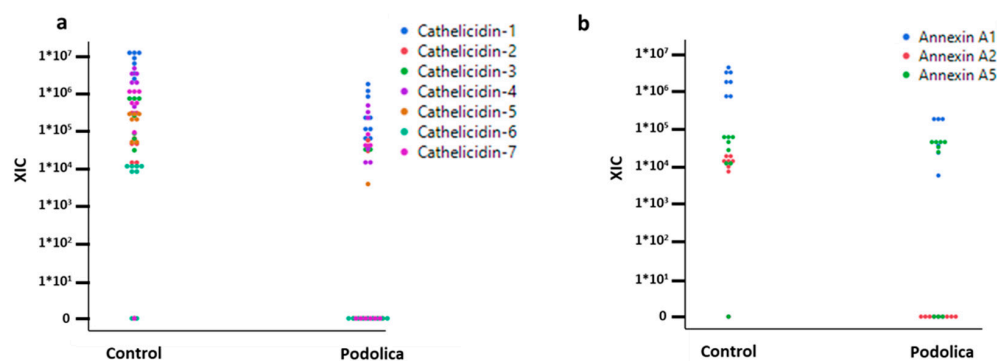 a
Cathelicidin-1
Cathelicidin-2
Cathelicidin-3
Cathelicidin-4
Cathelicidin-5
Cathelicidin-6
Cathelicidin-7
1*10⁷
1*10⁶
1*10⁵
1*10⁴
1*10³
1*10²
1*10¹
0
XIC
Control Podolica
b
Annexin A1
Annexin A2
Annexin A5
1*10⁷
1*10⁶
1*10⁵
1*10⁴
1*10³
1*10²
1*10¹
0
XIC
Control Podolica